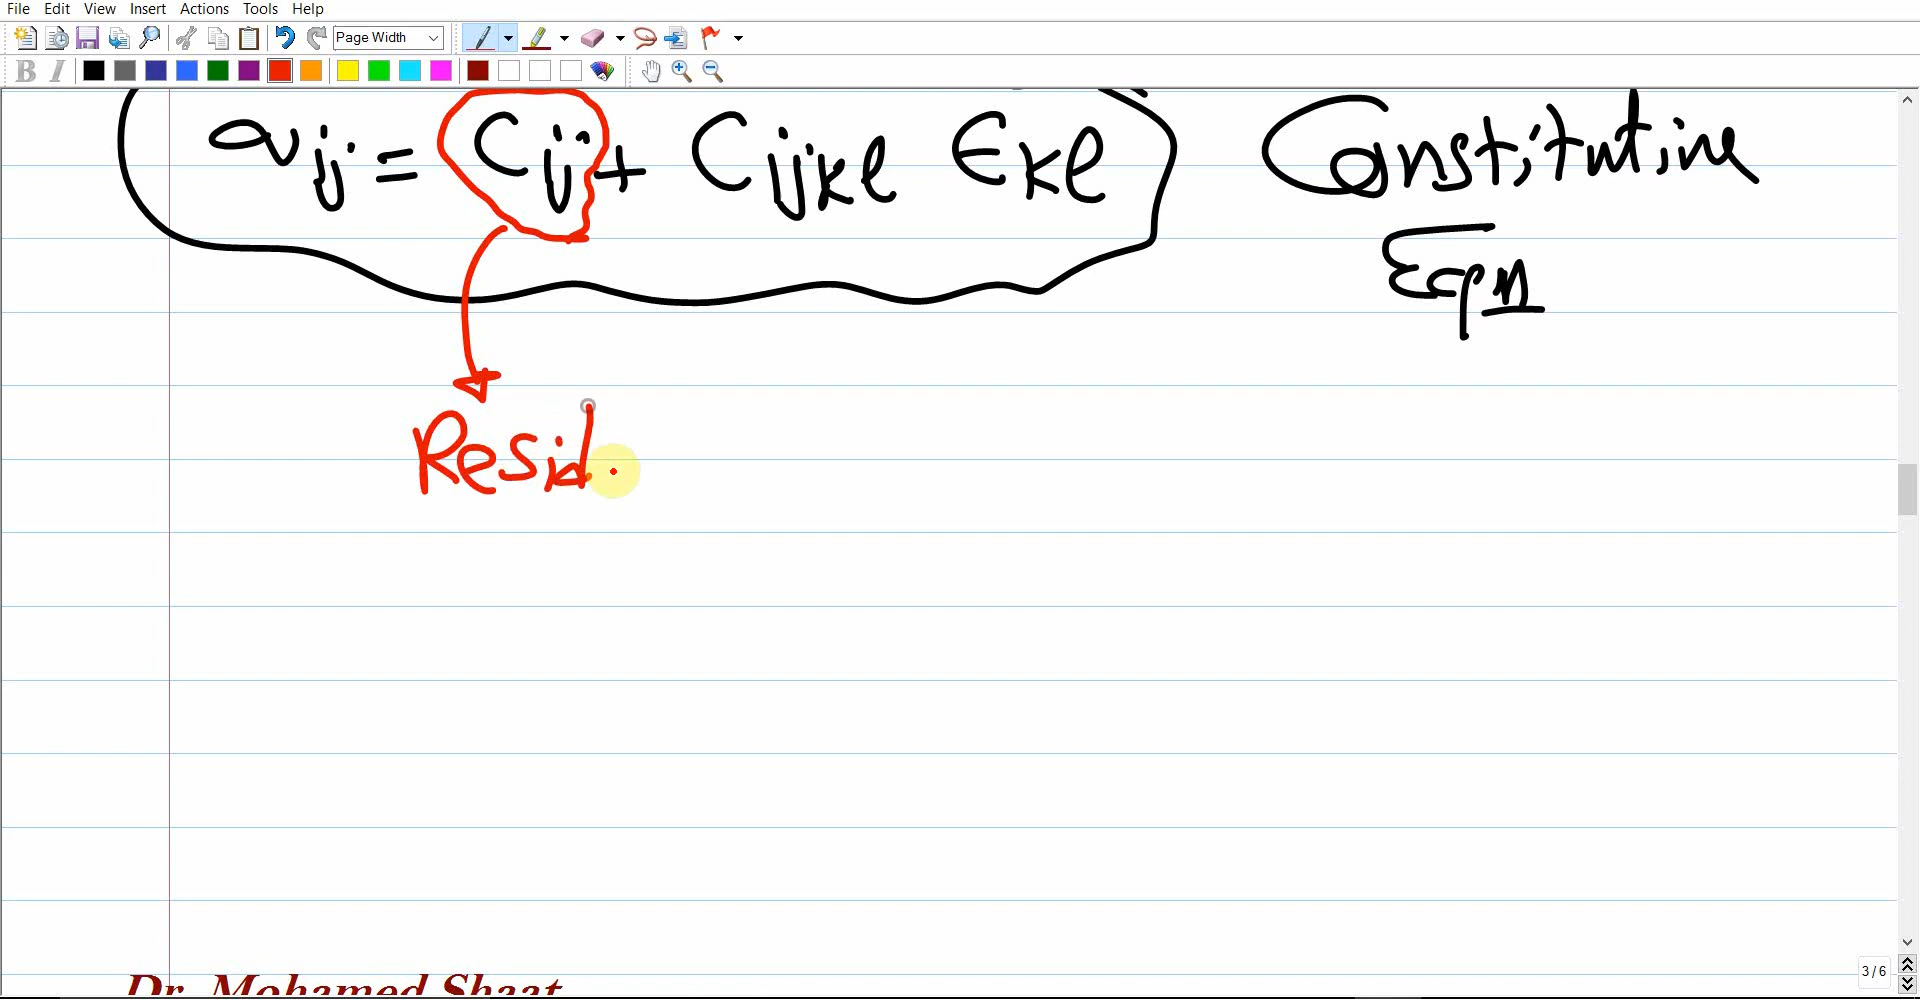 File Edit View Insert Actions Tools Help
Page Width
B I
σij = Cij + Cijkl ϵkl
Constitutive
Eqn
Resid
Dr. Mohamed Shaat
3 / 6